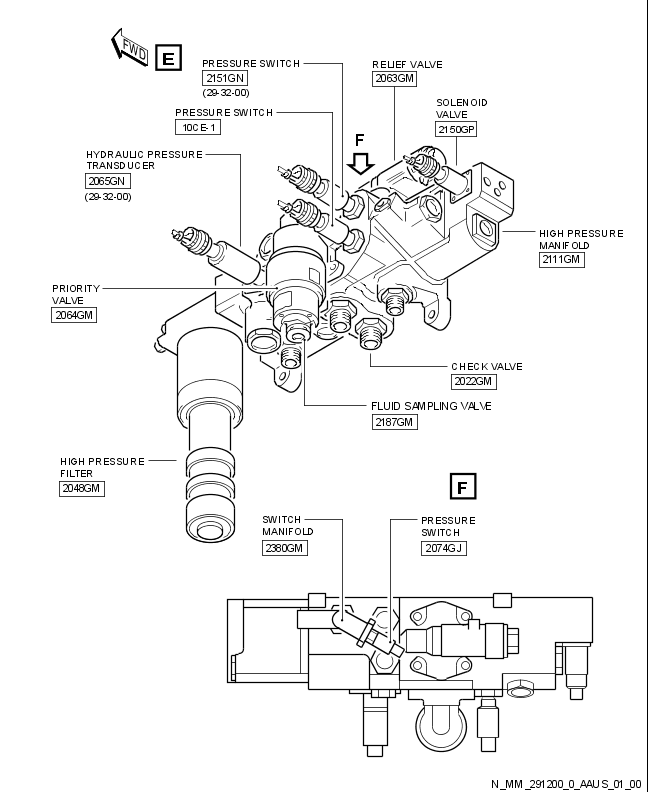 FWD
E
PRESSURE SWITCH
2151GN
(29-32-00)
PRESSURE SWITCH
10CE-1
HYDRAULIC PRESSURE
TRANSDUCER
2065GN
(29-32-00)
RELIEF VALVE
2063GM
SOLENOID
VALVE
2150GP
F
HIGH PRESSURE
MANIFOLD
2111GM
PRIORITY
VALVE
2064GM
CHECK VALVE
2022GM
FLUID SAMPLING VALVE
2187GM
HIGH PRESSURE
FILTER
2048GM
F
SWITCH
MANIFOLD
2380GM
PRESSURE
SWITCH
2074GJ
N_MM_291200_0_AAUS_01_00